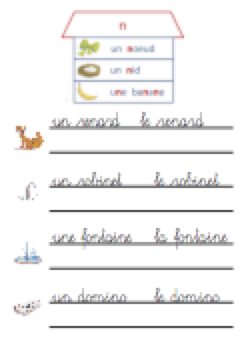 n
un nœud
un nid
une banane
un renard le renard
un robinet le robinet
une fontaine la fontaine
un domino le domino